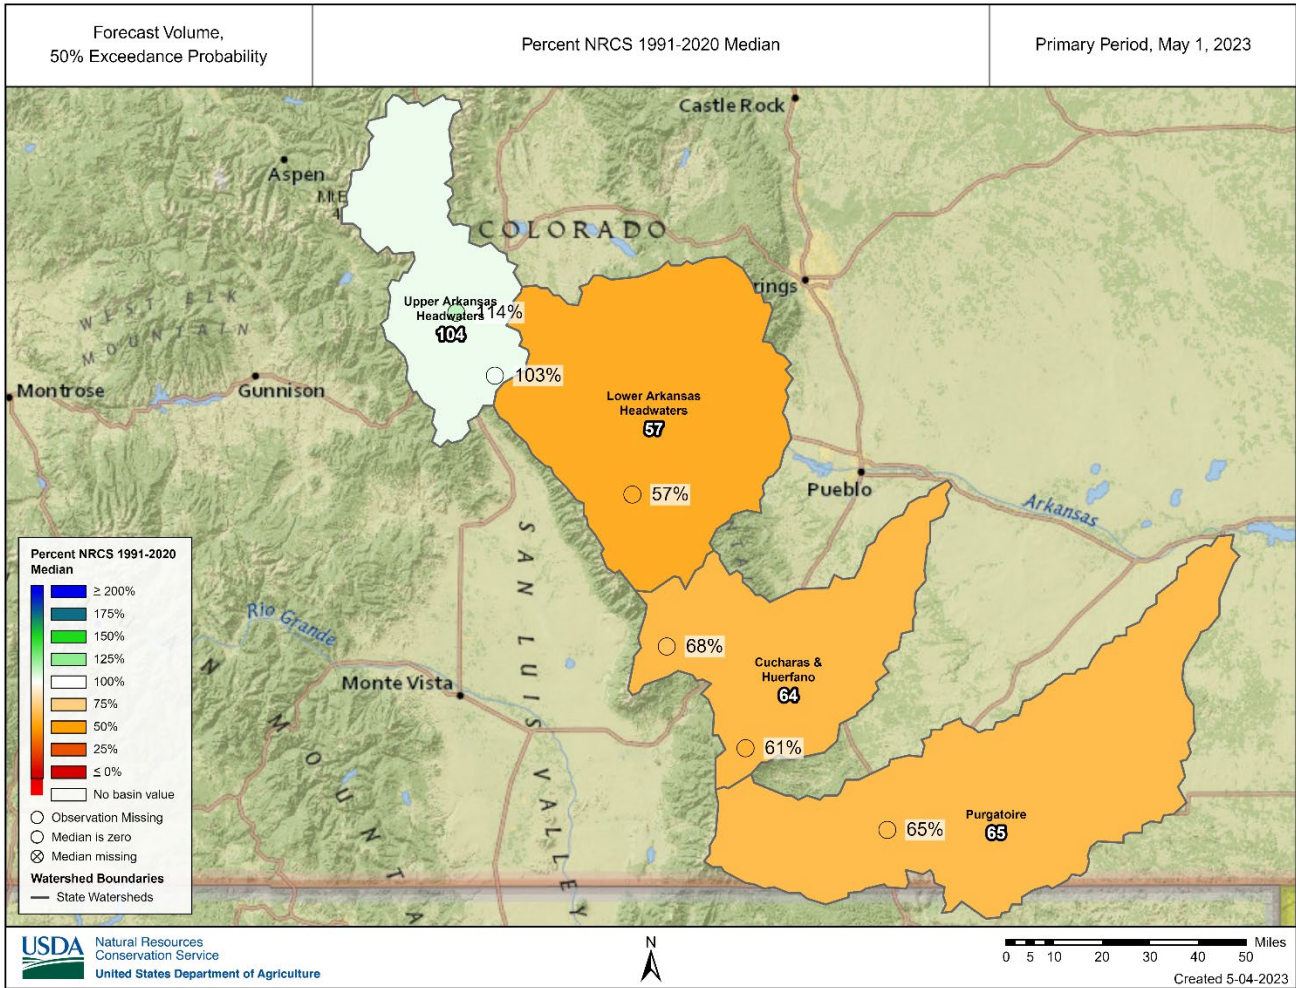 Forecast Volume,
50% Exceedance Probability
Percent NRCS 1991-2020 Median
Primary Period, May 1, 2023
Castle Rock
Aspen
Mt E
4
COLORADO
rings
WEST ELK
MOUNTAIN
Upper Arkansas
Headwaters
104
114%
103%
Montrose
Gunnison
Lower Arkansas
Headwaters
57
57%
Pueblo
Arkansas
SAN LUIS VALLEY
TA
Rio Grande
Monte Vista
AN MOUNTA
68%
Cucharas &
Huerfano
64
61%
65%
Purgatoire
65
Percent NRCS 1991-2020
Median
≥ 200%
175%
150%
125%
100%
75%
50%
25%
≤ 0%
No basin value
Observation Missing
Median is zero
Median missing
Watershed Boundaries
State Watersheds
USDA
Natural Resources
Conservation Service
United States Department of Agriculture
N
Miles
0 5 10 20 30 40 50
Created 5-04-2023